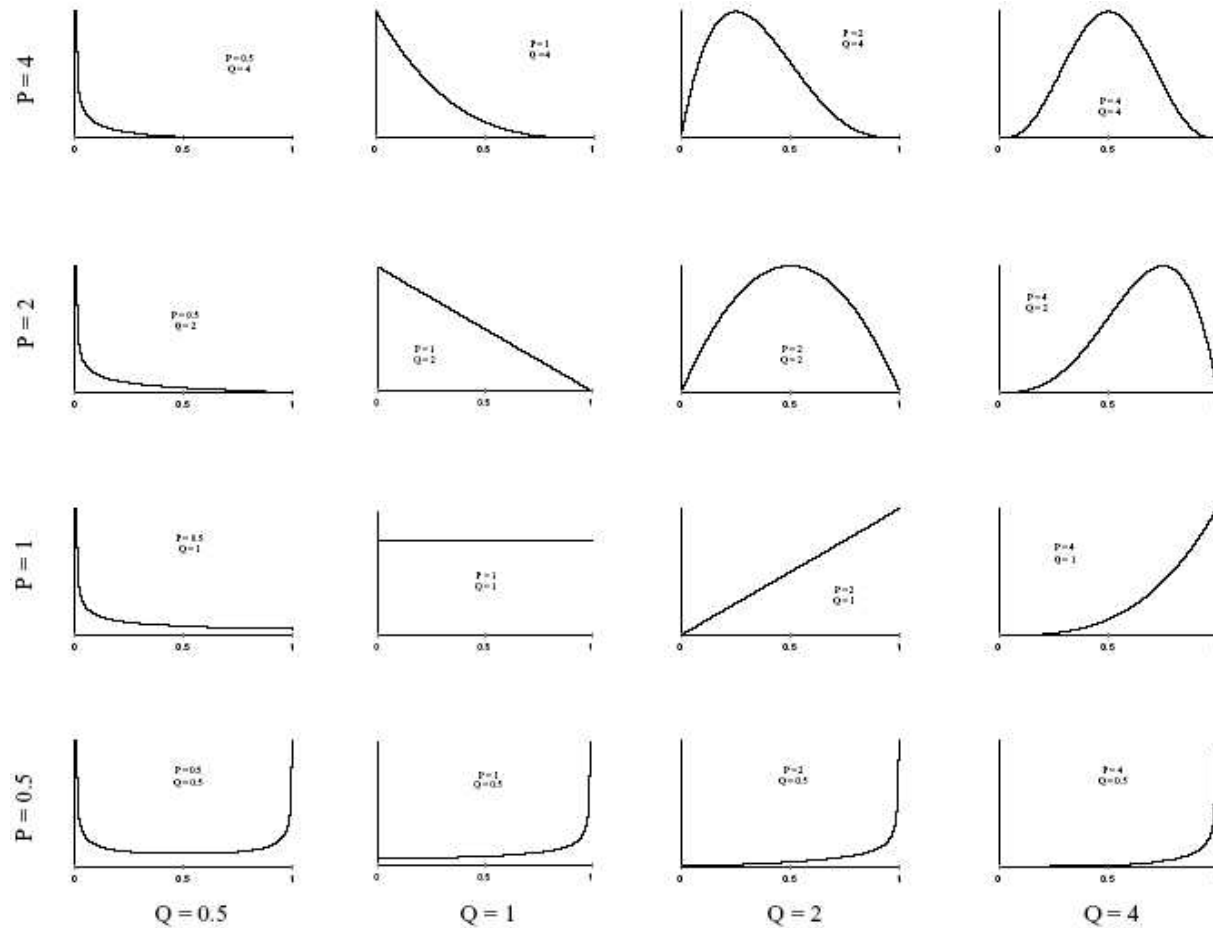 P = 4
P = 0.5
Q = 4
0
0.5
1
P = 1
Q = 4
0
0.5
1
P = 2
Q = 4
0
0.5
1
P = 4
Q = 4
0
0.5
1
P = 2
P = 0.5
Q = 2
0
0.5
1
P = 1
Q = 2
0
0.5
1
P = 2
Q = 2
0
0.5
1
P = 4
Q = 2
0
0.5
1
P = 1
P = 0.5
Q = 1
0
0.5
1
P = 1
Q = 1
0
0.5
1
P = 2
Q = 1
0
0.5
1
P = 4
Q = 1
0
0.5
1
P = 0.5
P = 0.5
Q = 0.5
0
0.5
1
P = 1
Q = 0.5
0
0.5
1
P = 2
Q = 0.5
0
0.5
1
P = 4
Q = 0.5
0
0.5
1
Q = 0.5
Q = 1
Q = 2
Q = 4